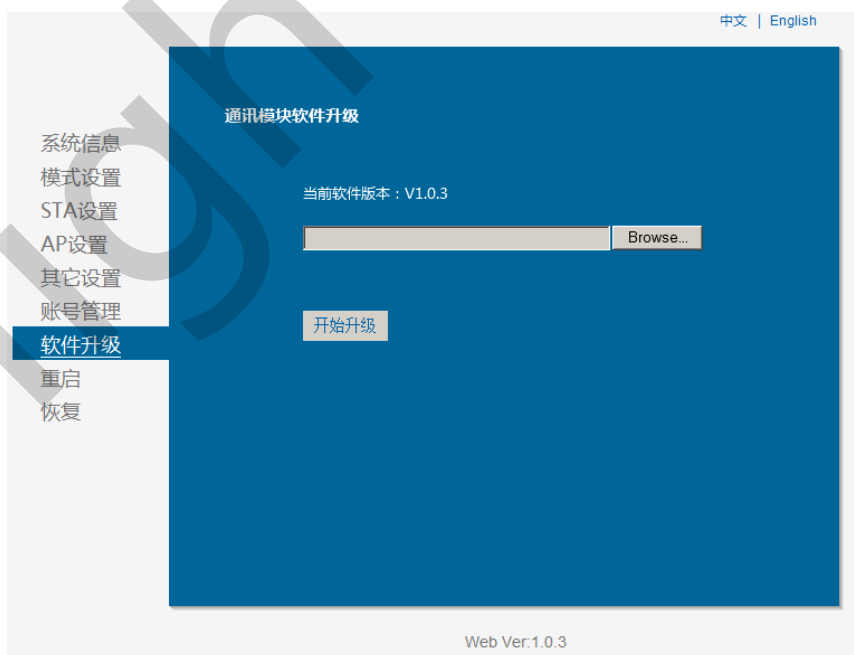 中文 | English
通讯模块软件升级
系统信息
模式设置
STA设置
AP设置
其它设置
账号管理
软件升级
重启
恢复
当前软件版本：V1.0.3
Browse...
开始升级
Web Ver:1.0.3